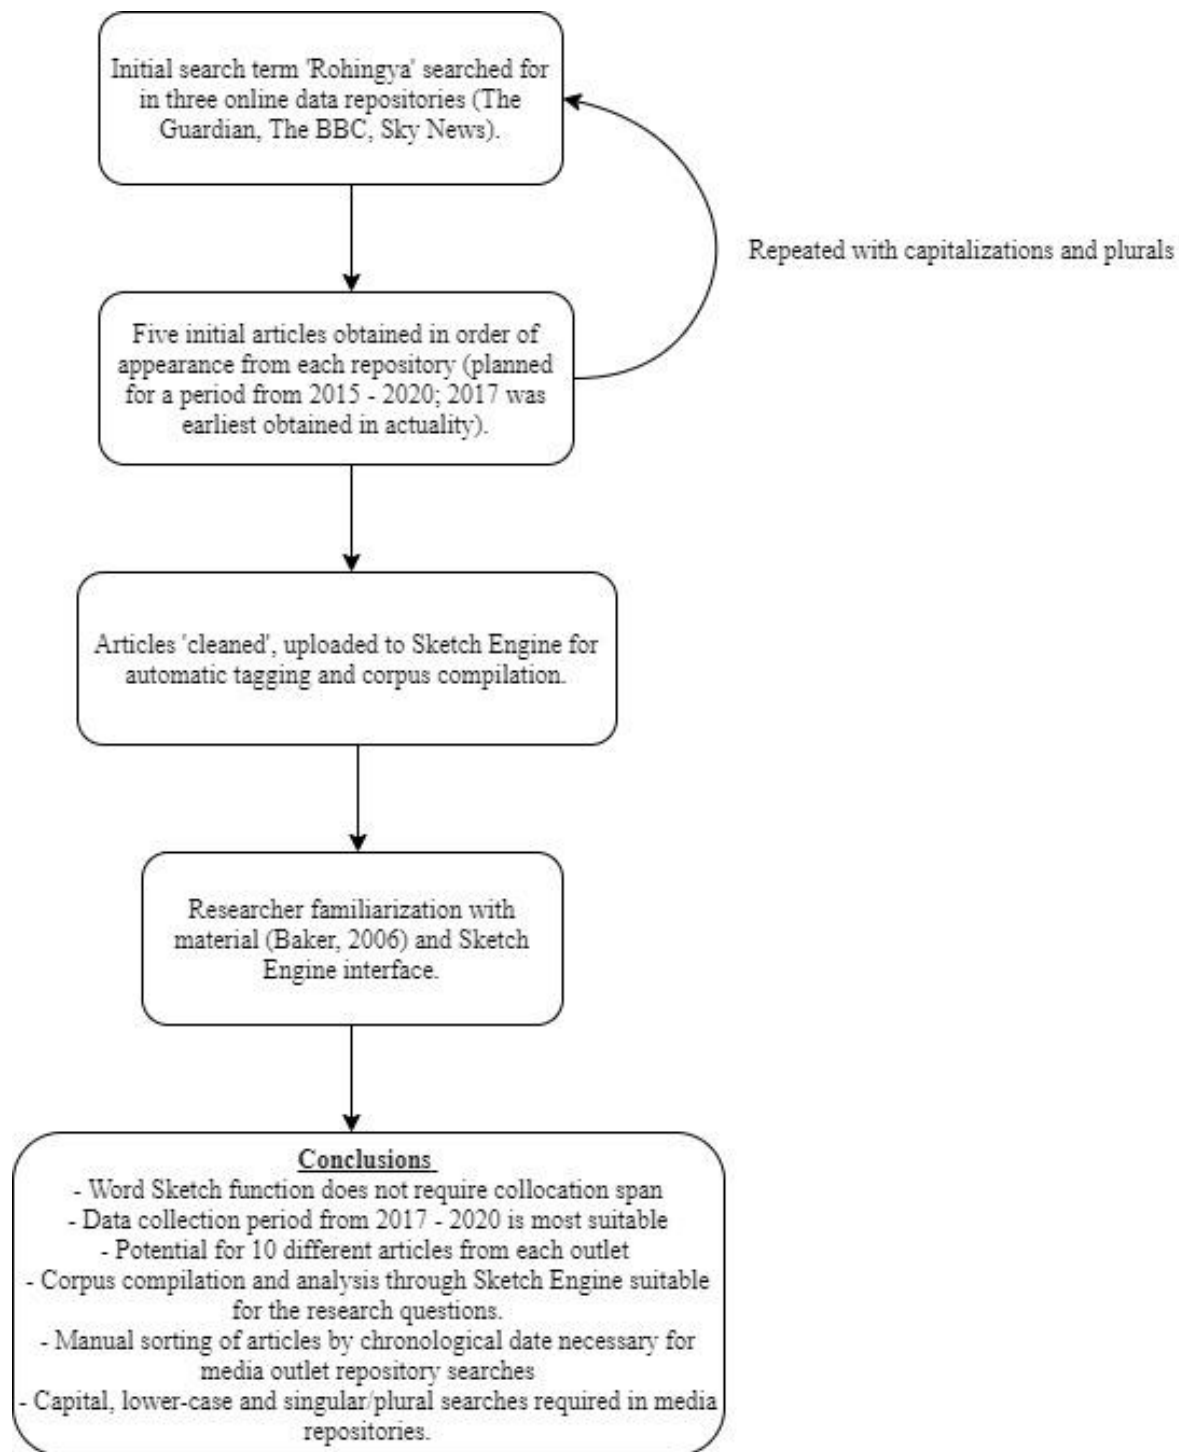 Initial search term 'Rohingya' searched for
in three online data repositories (The
Guardian, The BBC, Sky News).
Repeated with capitalizations and plurals
Five initial articles obtained in order of
appearance from each repository (planned
for a period from 2015 - 2020; 2017 was
earliest obtained in actuality).
Articles 'cleaned', uploaded to Sketch Engine for
automatic tagging and corpus compilation.
Researcher familiarization with
material (Baker, 2006) and Sketch
Engine interface.
Conclusions
- Word Sketch function does not require collocation span
- Data collection period from 2017 - 2020 is most suitable
- Potential for 10 different articles from each outlet
- Corpus compilation and analysis through Sketch Engine suitable
for the research questions.
- Manual sorting of articles by chronological date necessary for
media outlet repository searches
- Capital, lower-case and singular/plural searches required in media
repositories.